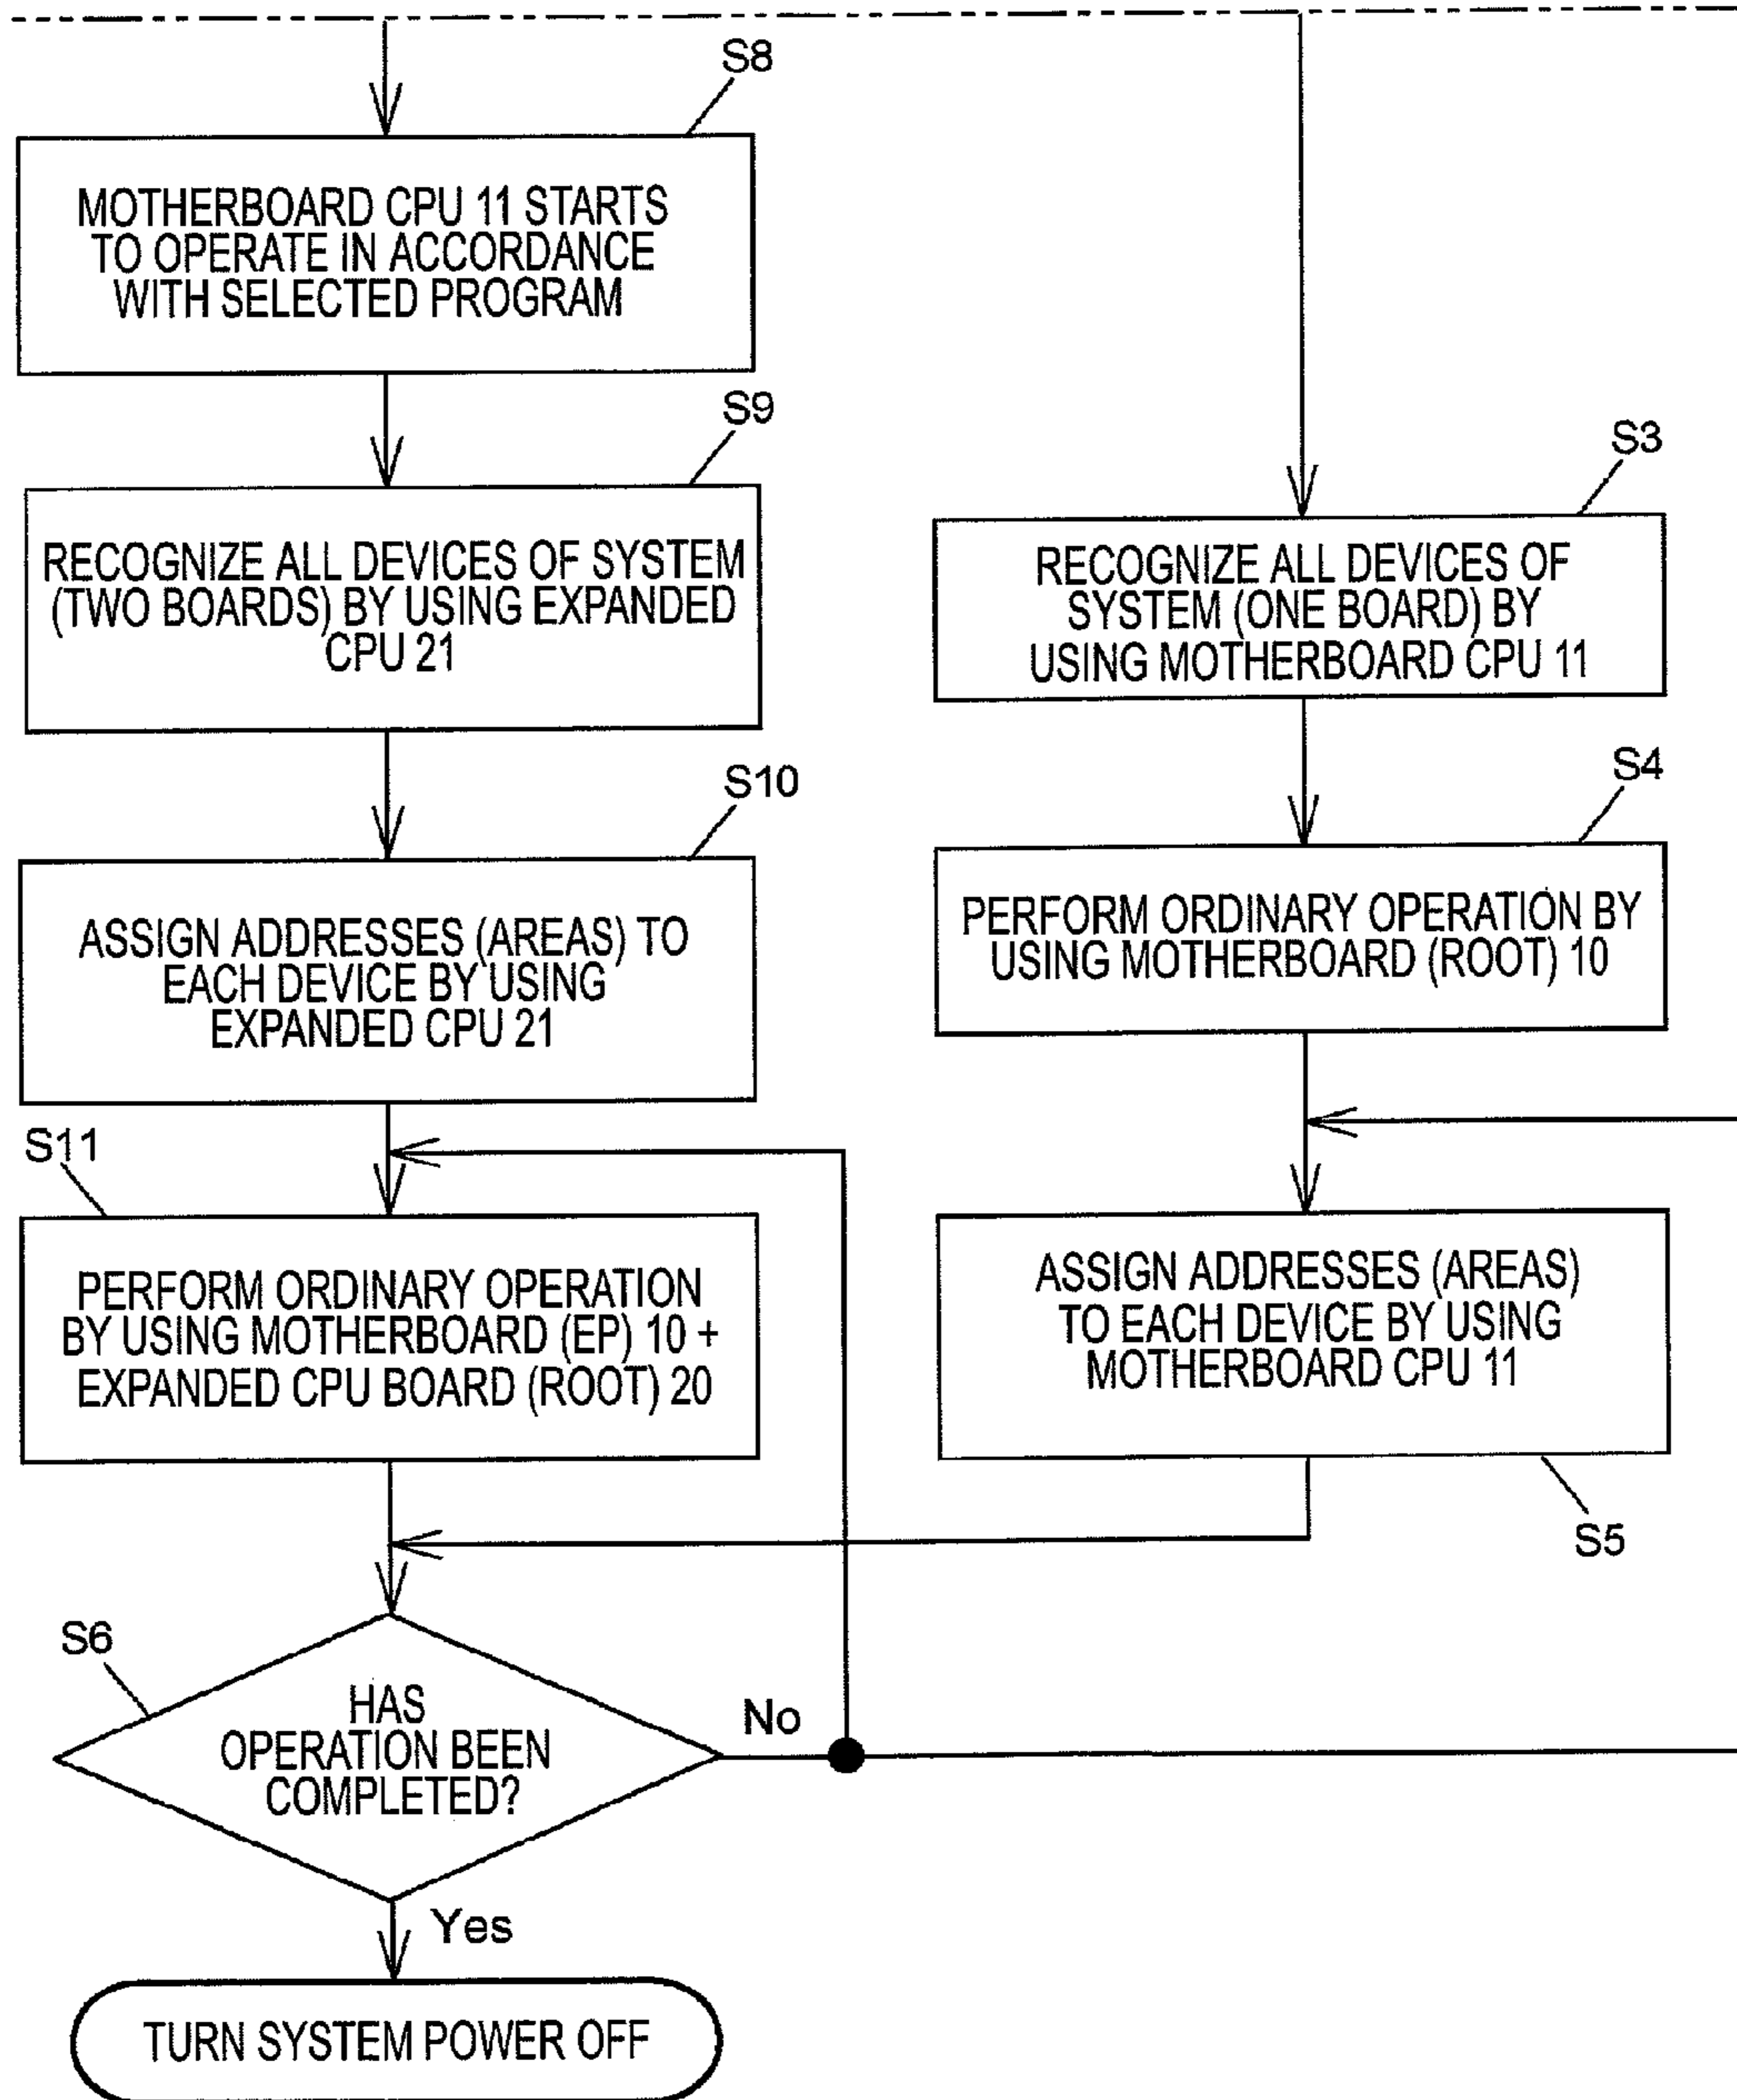 S8
MOTHERBOARD CPU 11 STARTS
TO OPERATE IN ACCORDANCE
WITH SELECTED PROGRAM
S9
RECOGNIZE ALL DEVICES OF SYSTEM
(TWO BOARDS) BY USING EXPANDED
CPU 21
S10
ASSIGN ADDRESSES (AREAS) TO
EACH DEVICE BY USING
EXPANDED CPU 21
S11
PERFORM ORDINARY OPERATION
BY USING MOTHERBOARD (EP) 10 +
EXPANDED CPU BOARD (ROOT) 20
S3
RECOGNIZE ALL DEVICES OF
SYSTEM (ONE BOARD) BY
USING MOTHERBOARD CPU 11
S4
PERFORM ORDINARY OPERATION BY
USING MOTHERBOARD (ROOT) 10
ASSIGN ADDRESSES (AREAS)
TO EACH DEVICE BY USING
MOTHERBOARD CPU 11
S5
S6
HAS
OPERATION BEEN
COMPLETED?
No
Yes
TURN SYSTEM POWER OFF